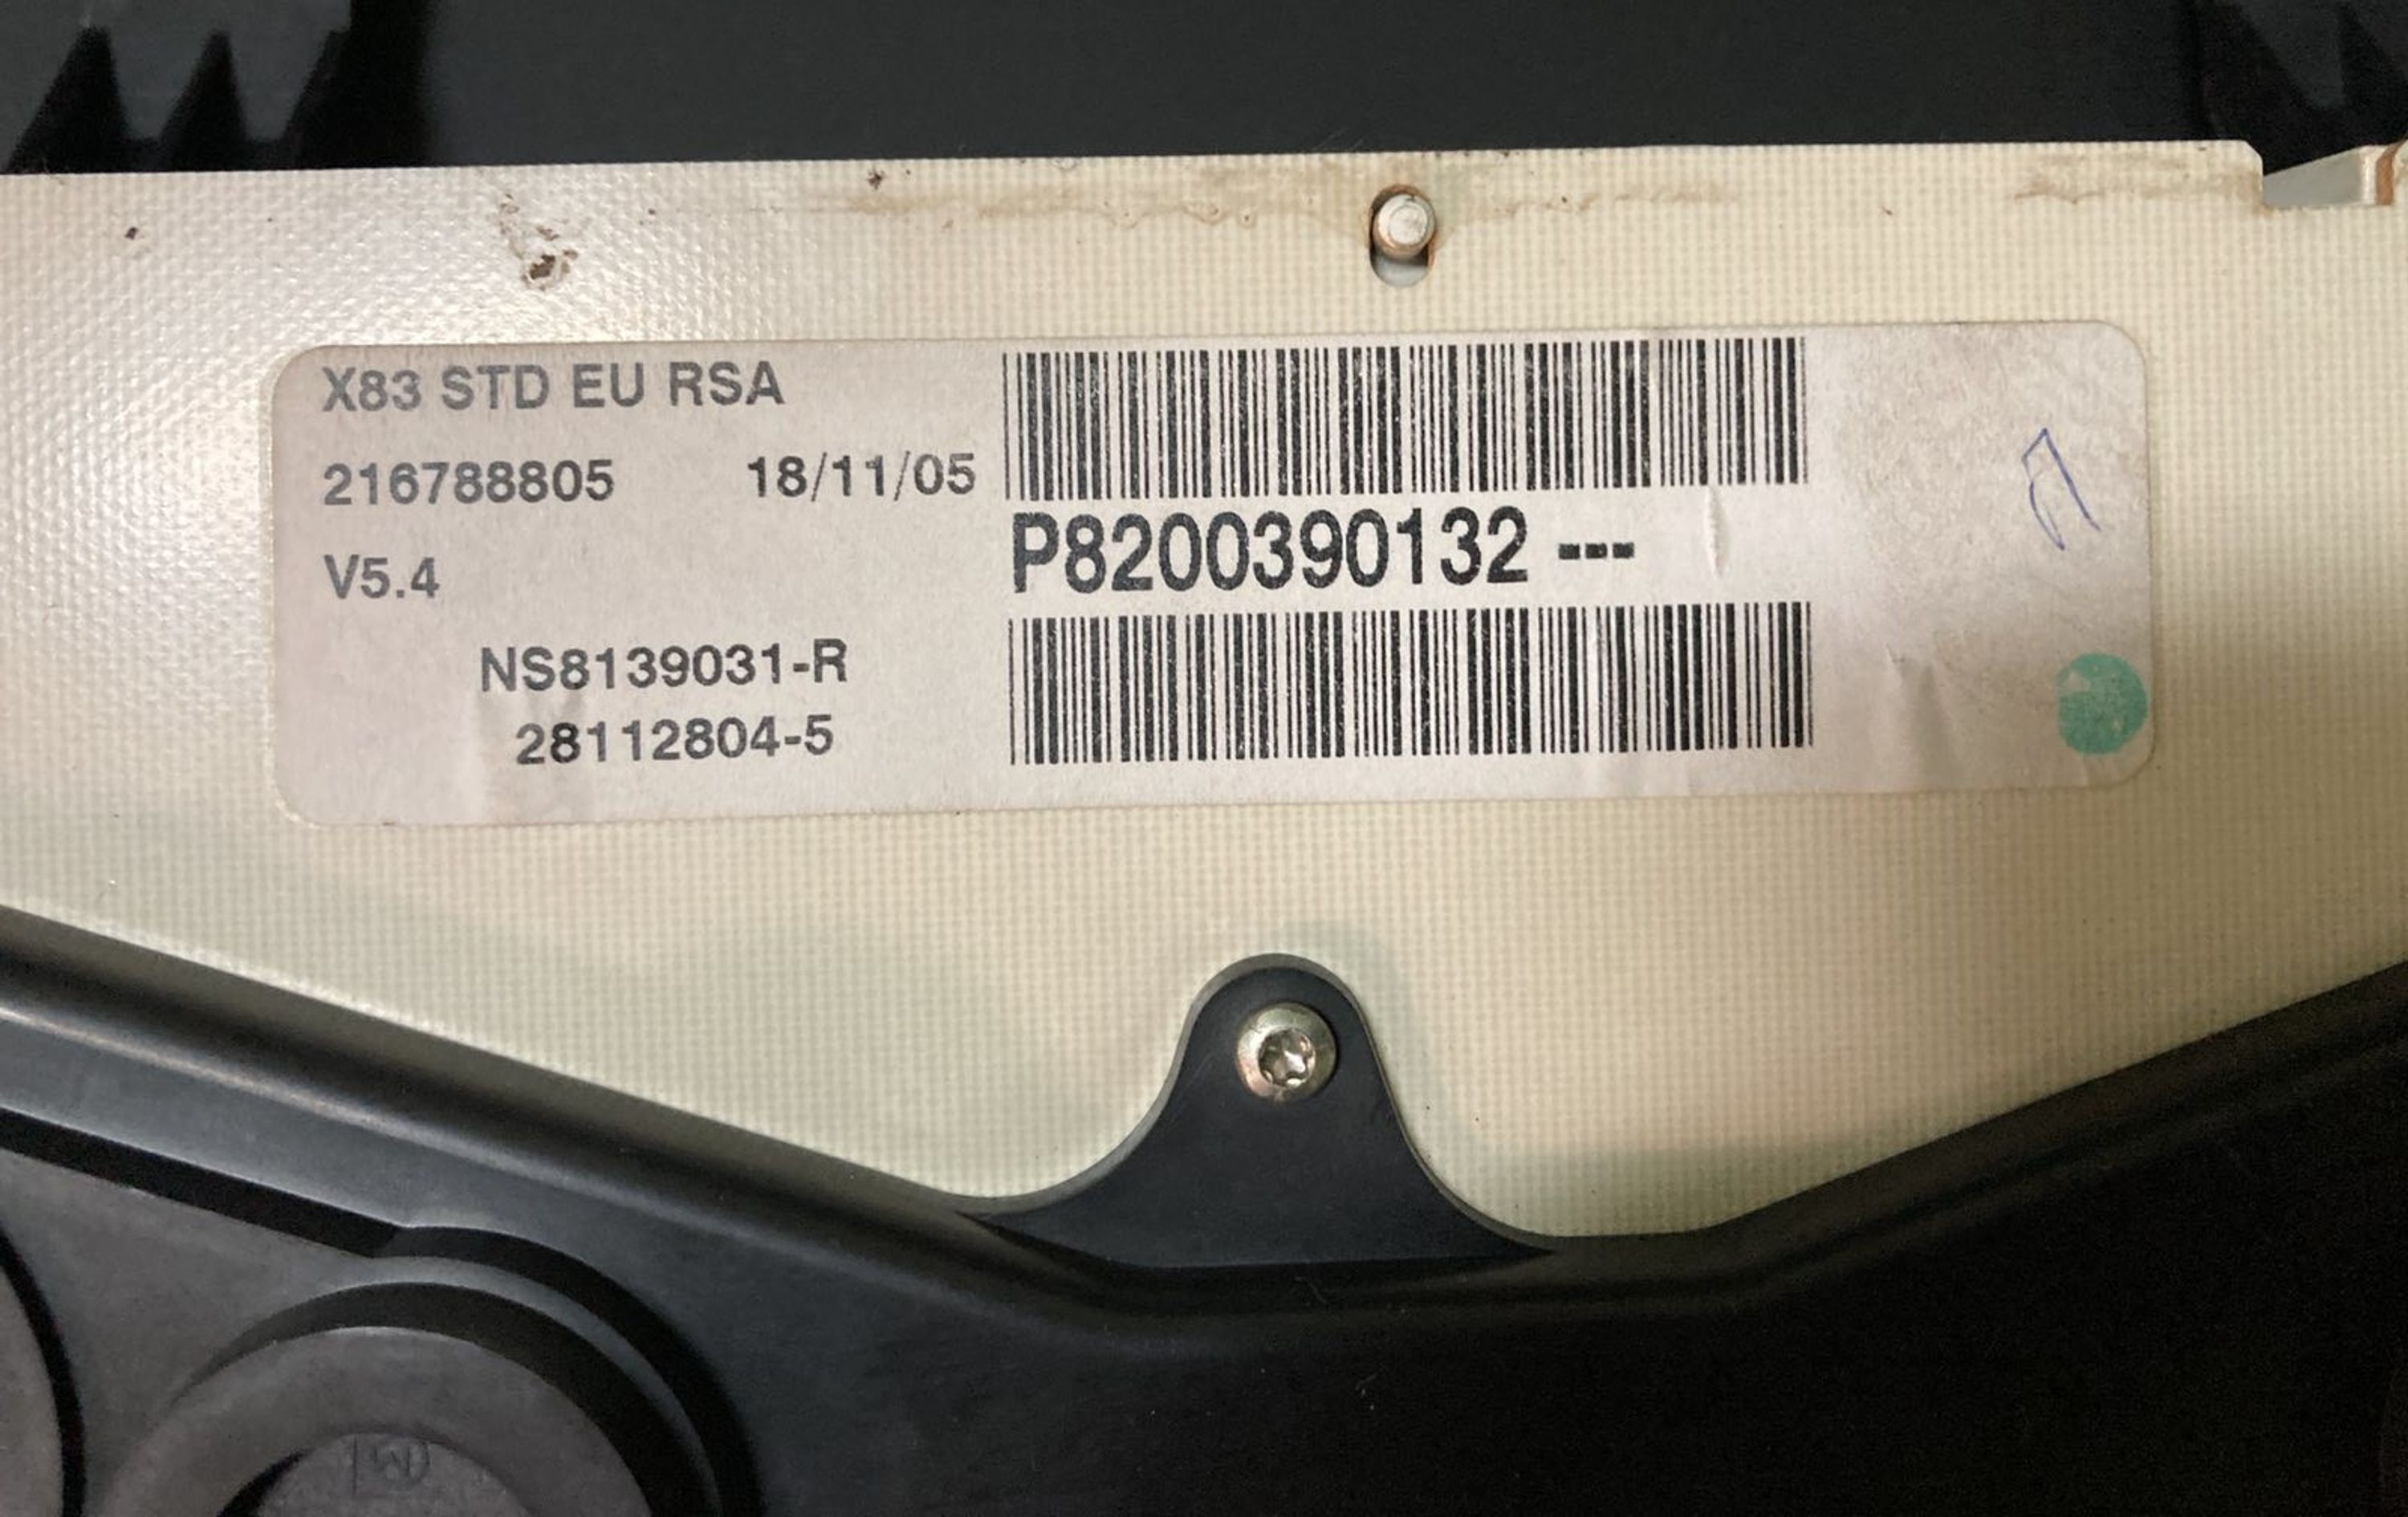 X83 STD EU RSA
216788805 18/11/05
V5.4
P8200390132 ---
NS8139031-R
28112804-5